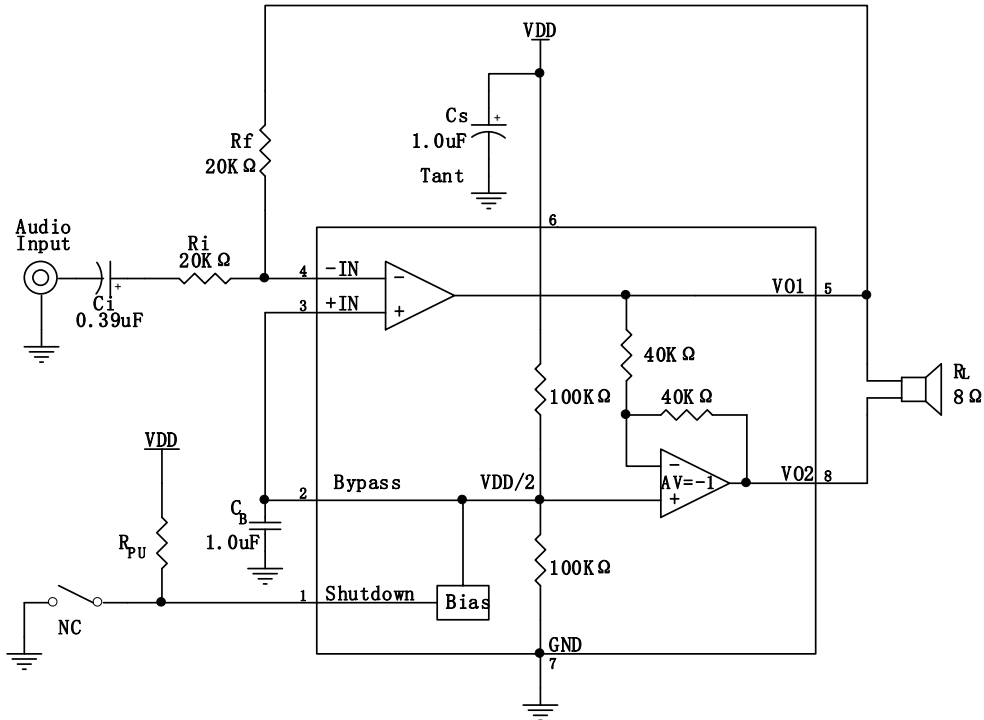 VDD
Cs
+
1.0uF
Tant
Rf
20KΩ
6
Audio
Input
Ri
20KΩ
4
-IN
−
3
+IN
+
Ci
+
0.39uF
VO1
5
40KΩ
40KΩ
100KΩ
RL
8Ω
VDD
2
Bypass
VDD/2
−
AV=-1
+
VO2
8
CB
1.0uF
RPU
100KΩ
1
Shutdown
Bias
NC
GND
7